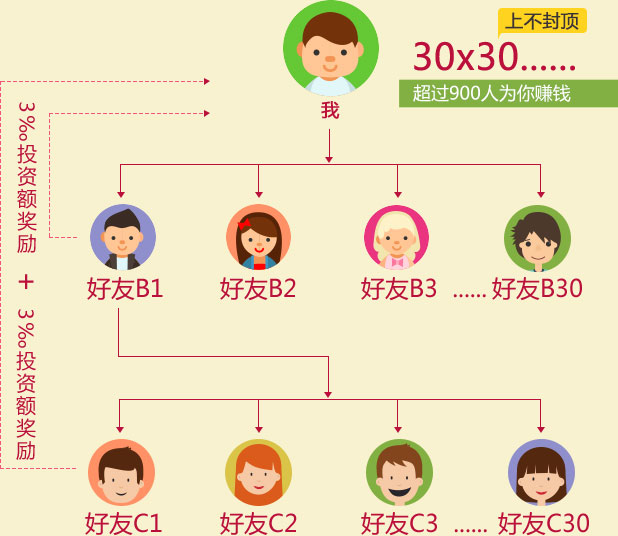 上不封顶
30x30......
超过900人为你赚钱
我
3‰投资额奖励 + 3‰投资额奖励
好友B1
好友B2
好友B3
......
好友B30
好友C1
好友C2
好友C3
......
好友C30